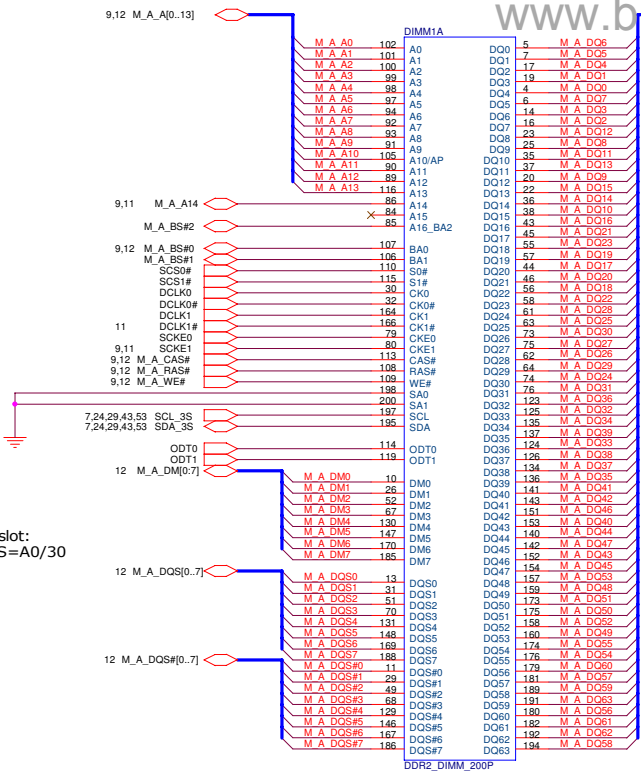 www.b
9,12 M_A_A[0..13]
DIMM1A
M_A_A0 102 A0
M_A_A1 101 A1
M_A_A2 100 A2
M_A_A3 99 A3
M_A_A4 98 A4
M_A_A5 97 A5
M_A_A6 94 A6
M_A_A7 92 A7
M_A_A8 93 A8
M_A_A9 91 A9
M_A_A10 105 A10/AP
M_A_A11 90 A11
M_A_A12 89 A12
M_A_A13 116 A13
9,11 M_A_A14 86 A14
84 A15
M_A_BS#2 85 A16_BA2
9,12 M_A_BS#0 107 BA0
M_A_BS#1 106 BA1
SCS0# 110 S0#
SCS1# 115 S1#
DCLK0 30 CK0
DCLK0# 32 CK0#
DCLK1 164 CK1
11 DCLK1# 166 CK1#
SCKE0 79 CKE0
9,11 SCKE1 80 CKE1
9,12 M_A_CAS# 113 CAS#
9,12 M_A_RAS# 108 RAS#
9,12 M_A_WE# 109 WE#
198 SA0
200 SA1
7,24,29,43,53 SCL_3S 197 SCL
7,24,29,43,53 SDA_3S 195 SDA
ODT0 114 ODT0
ODT1 119 ODT1
12 M_A_DM[0:7]
M_A_DM0 10 DM0
M_A_DM1 26 DM1
M_A_DM2 52 DM2
M_A_DM3 67 DM3
M_A_DM4 130 DM4
M_A_DM5 147 DM5
M_A_DM6 170 DM6
M_A_DM7 185 DM7
slot:
S=A0/30
12 M_A_DQS[0..7]
M_A_DQS0 13 DQS0
M_A_DQS1 31 DQS1
M_A_DQS2 51 DQS2
M_A_DQS3 70 DQS3
M_A_DQS4 131 DQS4
M_A_DQS5 148 DQS5
M_A_DQS6 169 DQS6
M_A_DQS7 188 DQS7
12 M_A_DQS#[0..7]
M_A_DQS#0 11 DQS#0
M_A_DQS#1 29 DQS#1
M_A_DQS#2 49 DQS#2
M_A_DQS#3 68 DQS#3
M_A_DQS#4 129 DQS#4
M_A_DQS#5 146 DQS#5
M_A_DQS#6 167 DQS#6
M_A_DQS#7 186 DQS#7
DQ0 5 M_A_DQ6
DQ1 7 M_A_DQ5
DQ2 17 M_A_DQ4
DQ3 19 M_A_DQ1
DQ4 4 M_A_DQ0
DQ5 6 M_A_DQ7
DQ6 14 M_A_DQ3
DQ7 16 M_A_DQ2
DQ8 23 M_A_DQ12
DQ9 25 M_A_DQ8
DQ10 35 M_A_DQ11
DQ11 37 M_A_DQ13
DQ12 20 M_A_DQ9
DQ13 22 M_A_DQ15
DQ14 36 M_A_DQ14
DQ15 38 M_A_DQ10
DQ16 43 M_A_DQ16
DQ17 45 M_A_DQ21
DQ18 55 M_A_DQ23
DQ19 57 M_A_DQ19
DQ20 44 M_A_DQ17
DQ21 46 M_A_DQ20
DQ22 56 M_A_DQ18
DQ23 58 M_A_DQ22
DQ24 61 M_A_DQ28
DQ25 63 M_A_DQ25
DQ26 73 M_A_DQ30
DQ27 75 M_A_DQ27
DQ28 62 M_A_DQ26
DQ29 64 M_A_DQ29
DQ30 74 M_A_DQ24
DQ31 76 M_A_DQ31
DQ32 123 M_A_DQ36
DQ33 125 M_A_DQ32
DQ34 135 M_A_DQ34
DQ35 137 M_A_DQ39
DQ36 124 M_A_DQ33
DQ37 126 M_A_DQ38
DQ38 134 M_A_DQ37
DQ39 136 M_A_DQ35
DQ40 141 M_A_DQ41
DQ41 143 M_A_DQ42
DQ42 151 M_A_DQ46
DQ43 153 M_A_DQ40
DQ44 140 M_A_DQ44
DQ45 142 M_A_DQ47
DQ46 152 M_A_DQ43
DQ47 154 M_A_DQ45
DQ48 157 M_A_DQ53
DQ49 159 M_A_DQ48
DQ50 173 M_A_DQ51
DQ51 175 M_A_DQ50
DQ52 158 M_A_DQ52
DQ53 160 M_A_DQ49
DQ54 174 M_A_DQ55
DQ55 176 M_A_DQ54
DQ56 179 M_A_DQ60
DQ57 181 M_A_DQ57
DQ58 189 M_A_DQ59
DQ59 191 M_A_DQ63
DQ60 180 M_A_DQ56
DQ61 182 M_A_DQ61
DQ62 192 M_A_DQ62
DQ63 194 M_A_DQ58
DDR2_DIMM_200P